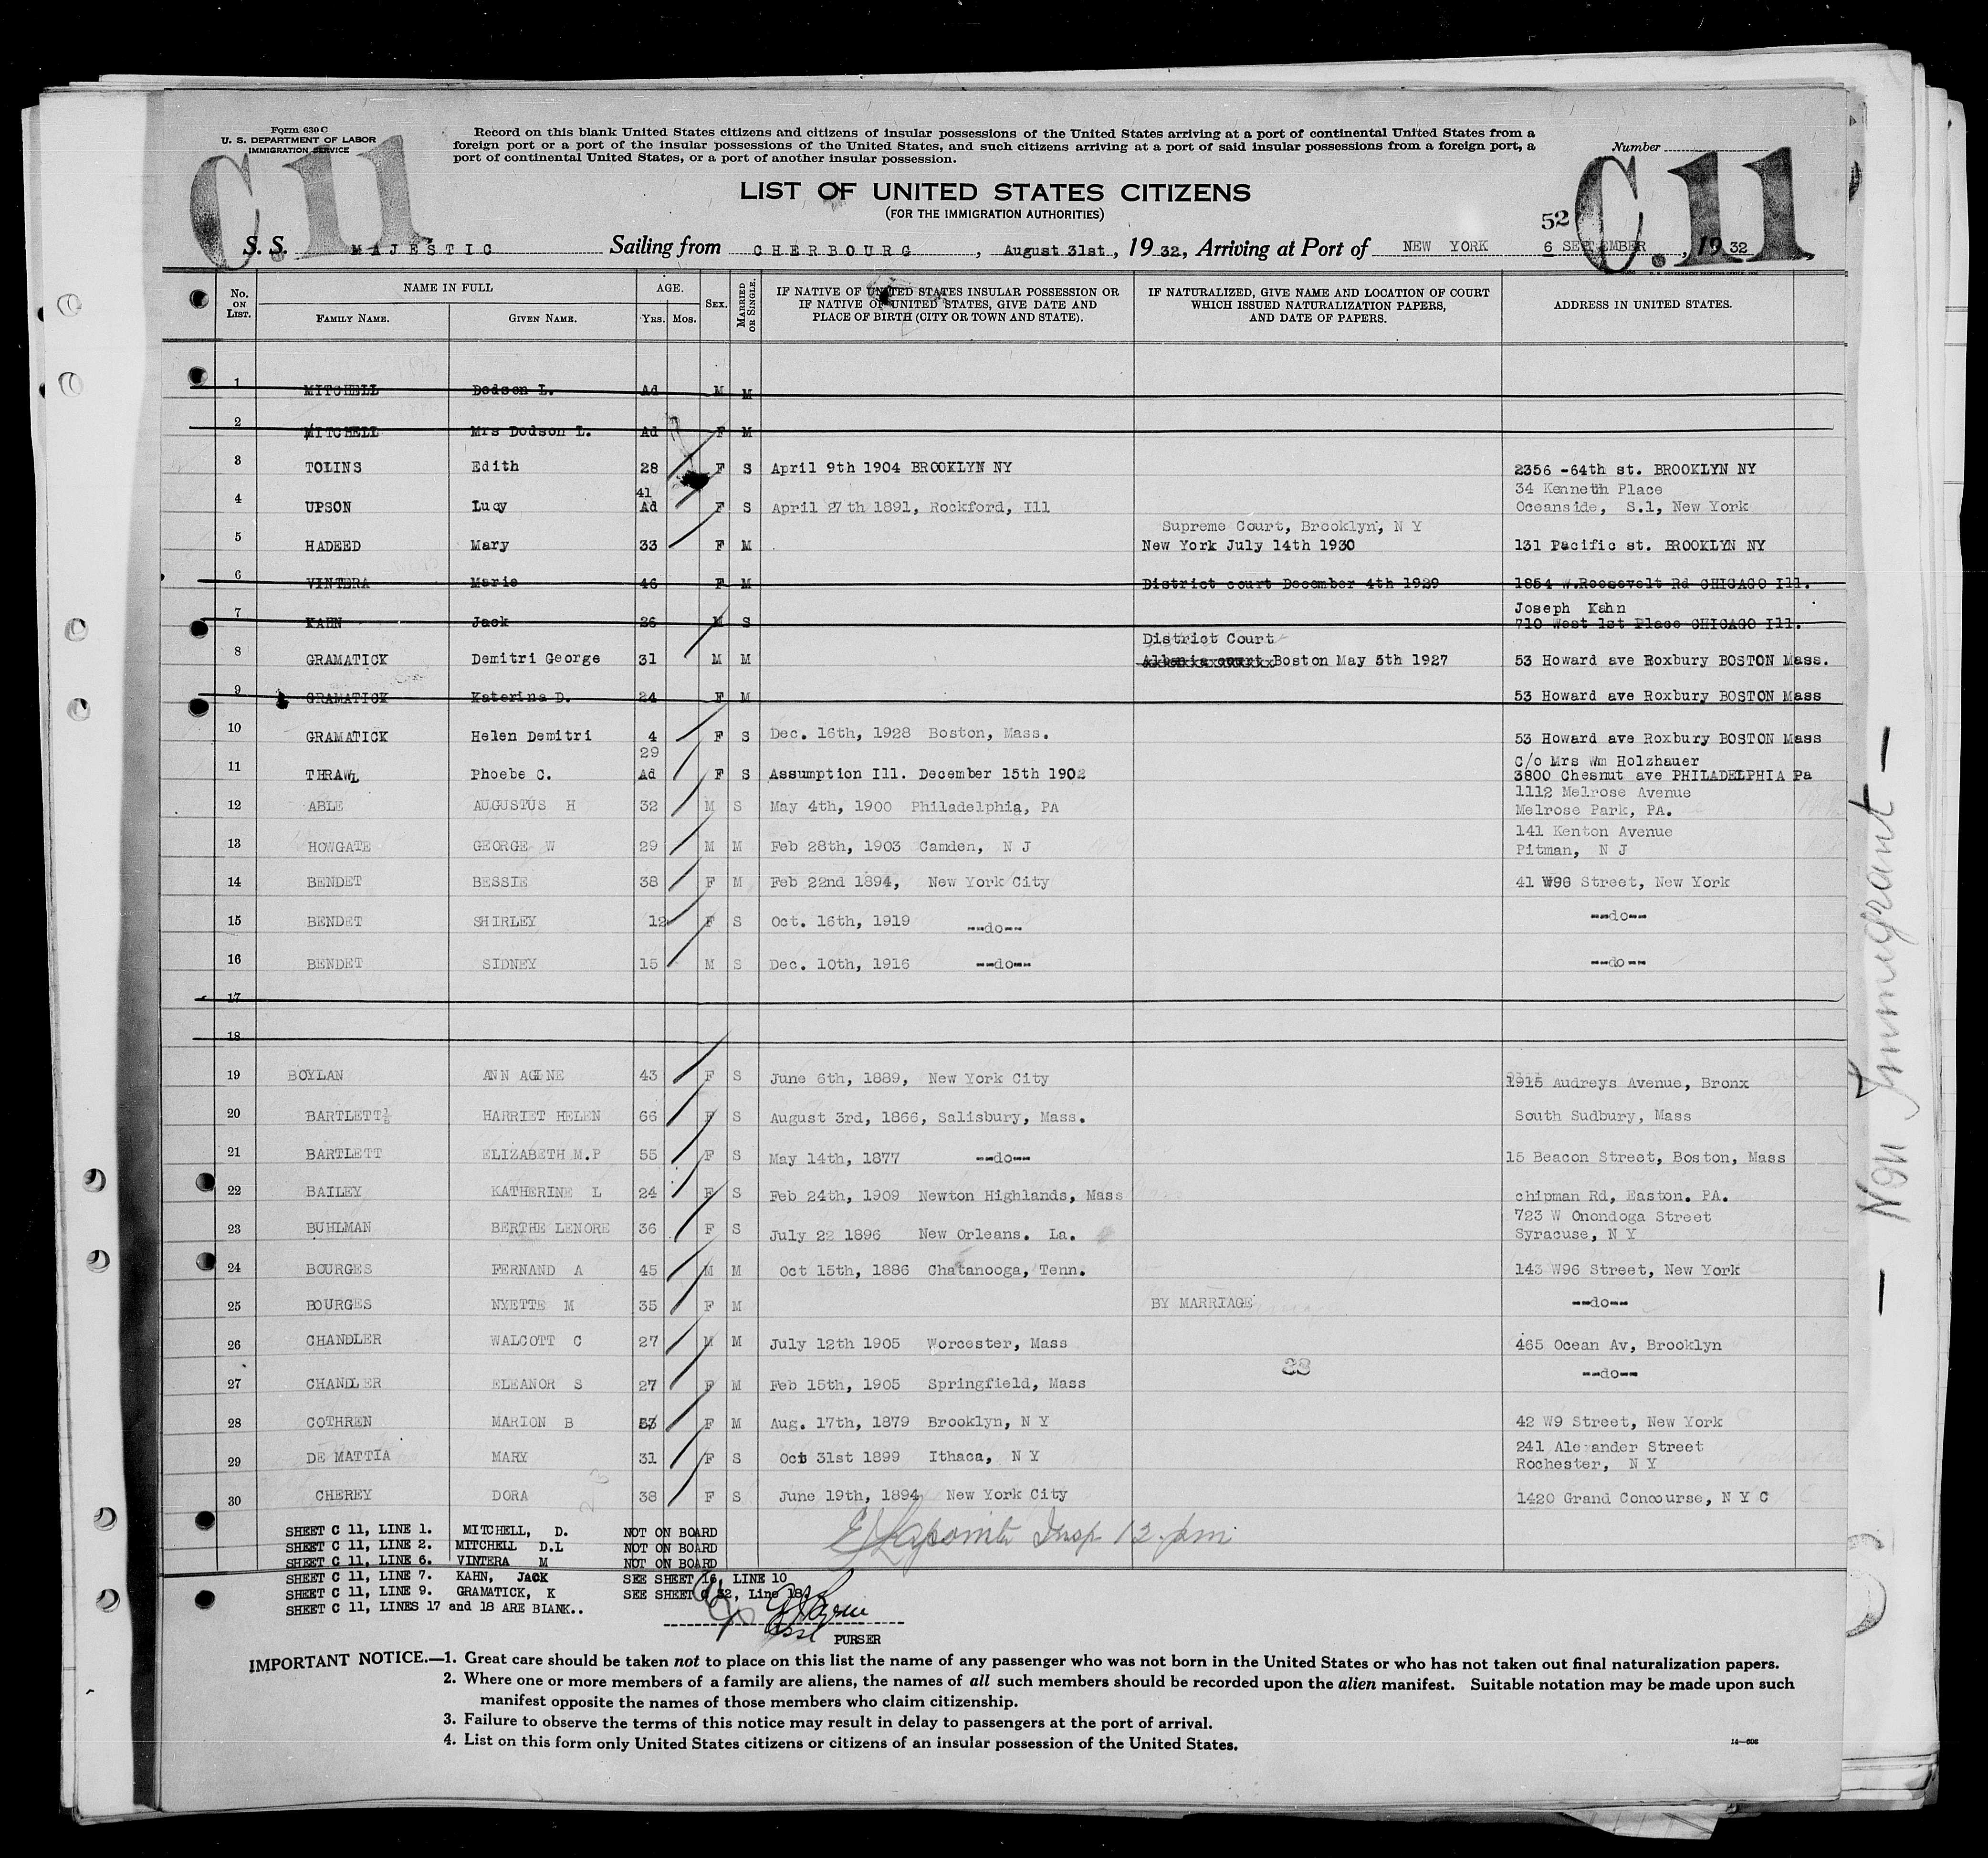 Form 630 C
U. S. DEPARTMENT OF LABOR
IMMIGRATION SERVICE
C.11
Record on this blank United States citizens and citizens of insular possessions of the United States arriving at a port of continental United States from a
foreign port or a port of the insular possessions of the United States, and such citizens arriving at a port of said insular possessions from a foreign port, a
port of continental United States, or a port of another insular possession.
Number
C.11
LIST OF UNITED STATES CITIZENS
(FOR THE IMMIGRATION AUTHORITIES)
52
S. S. MAJESTIC Sailing from CHERBOURG, August 31st, 1932, Arriving at Port of NEW YORK 6 SEPTEMBER, 1932
No. ON LIST. NAME IN FULL FAMILY NAME. GIVEN NAME. AGE. YRS. MOS. SEX. MARRIED OR SINGLE. IF NATIVE OF UNITED STATES INSULAR POSSESSION OR IF NATIVE OF UNITED STATES, GIVE DATE AND PLACE OF BIRTH (CITY OR TOWN AND STATE). IF NATURALIZED, GIVE NAME AND LOCATION OF COURT WHICH ISSUED NATURALIZATION PAPERS, AND DATE OF PAPERS. ADDRESS IN UNITED STATES.
1 MITCHELL Dodson L. Ad M M
2 MITCHELL Mrs Dodson L. Ad F M
3 TOLINS Edith 28 F S April 9th 1904 BROOKLYN NY 2356 -64th st. BROOKLYN NY
41 34 Kenneth Place
4 UPSON Lucy Ad F S April 27th 1891, Rockford, Ill Oceanside, S.l, New York
Supreme Court, Brooklyn, N Y
5 HADEED Mary 33 F M New York July 14th 1930 131 Pacific st. BROOKLYN NY
6 VINTERA Marie 46 F M District court December 4th 1929 1854 W.Roosevelt Rd CHICAGO Ill.
Joseph Kahn
7 KAHN Jack 26 M S 710 West 1st Place CHICAGO Ill.
District Court
8 GRAMATICK Demitri George 31 M M Boston May 5th 1927 53 Howard ave Roxbury BOSTON Mass.
9 GRAMATICK Katerina D. 24 F M 53 Howard ave Roxbury BOSTON Mass
10 GRAMATICK Helen Demitri 4 F S Dec. 16th, 1928 Boston, Mass. 53 Howard ave Roxbury BOSTON Mass
29 C/o Mrs Wm Holzhauer
11 THRAWL Phoebe C. Ad F S Assumption Ill. December 15th 1902 3800 Chesnut ave PHILADELPHIA Pa
1112 Melrose Avenue
12 ABLE AUGUSTUS H 32 M S May 4th, 1900 Philadelphia, PA Melrose Park, PA.
141 Kenton Avenue
13 HOWGATE GEORGE W 29 M M Feb 28th, 1903 Camden, N J Pitman, N J
14 BENDET BESSIE 38 F M Feb 22nd 1894, New York City 41 W96 Street, New York
15 BENDET SHIRLEY 12 F S Oct. 16th, 1919 --do-- --do--
16 BENDET SIDNEY 15 M S Dec. 10th, 1916 --do-- --do--
17
18
19 BOYLAN ANN 43 F S June 6th, 1889, New York City 1915 Audreys Avenue, Bronx
20 BARTLETT HARRIET HELEN 66 F S August 3rd, 1866, Salisbury, Mass. South Sudbury, Mass
21 BARTLETT ELIZABETH M.P 55 F S May 14th, 1877 --do-- 15 Beacon Street, Boston, Mass
22 BAILEY KATHERINE L 24 F S Feb 24th, 1909 Newton Highlands, Mass chipman Rd, Easton. PA.
723 W Onondoga Street
23 BUHLMAN BERTHE LENORE 36 F S July 22 1896 New Orleans. La. Syracuse, N Y
24 BOURGES FERNAND A 45 M M Oct 15th, 1886 Chatanooga, Tenn. 143 W96 Street, New York
25 BOURGES NYETTE M 35 F M BY MARRIAGE --do--
26 CHANDLER WALCOTT C 27 M M July 12th 1905 Worcester, Mass 465 Ocean Av, Brooklyn
27 CHANDLER ELEANOR S 27 F M Feb 15th, 1905 Springfield, Mass --do--
28 COTHREN MARION B F M Aug. 17th, 1879 Brooklyn, N Y 42 W9 Street, New York
241 Alexander Street
29 DE MATTIA MARY 31 F S Oct 31st 1899 Ithaca, N Y Rochester, N Y
30 CHEREY DORA 38 F S June 19th, 1894 New York City 1420 Grand Concourse, N Y C
SHEET C 11, LINE 1. MITCHELL, D. NOT ON BOARD
SHEET C 11, LINE 2. MITCHELL D.L NOT ON BOARD
SHEET C 11, LINE 6. VINTERA M NOT ON BOARD
SHEET C 11, LINE 7. KAHN, JACK SEE SHEET 16, LINE 10
SHEET C 11, LINE 9. GRAMATICK, K SEE SHEET 32, Line 18
SHEET C 11, LINES 17 and 18 ARE BLANK..
Insp 12. pm
PURSER
IMPORTANT NOTICE.—1. Great care should be taken not to place on this list the name of any passenger who was not born in the United States or who has not taken out final naturalization papers.
2. Where one or more members of a family are aliens, the names of all such members should be recorded upon the alien manifest. Suitable notation may be made upon such
manifest opposite the names of those members who claim citizenship.
3. Failure to observe the terms of this notice may result in delay to passengers at the port of arrival.
4. List on this form only United States citizens or citizens of an insular possession of the United States.
14-608
— Non Immigrant —